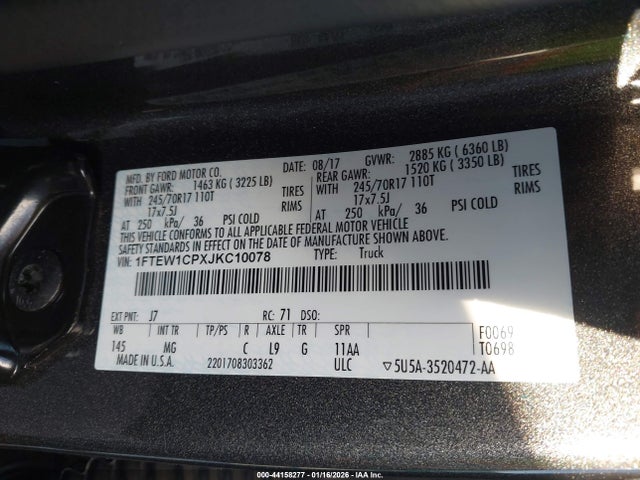 MFD. BY FORD MOTOR CO. DATE: 08/17 GVWR: 2885 KG ( 6360 LB)
FRONT GAWR: 1463 KG ( 3225 LB) REAR GAWR: 1520 KG ( 3350 LB)
WITH 245/70R17 110T TIRES WITH 245/70R17 110T TIRES
17x7.5J RIMS 17x7.5J RIMS
AT 250 kPa/ 36 PSI COLD AT 250 kPa/ 36 PSI COLD
THIS VEHICLE CONFORMS TO ALL APPLICABLE FEDERAL MOTOR VEHICLE
SAFETY STANDARDS IN EFFECT ON THE DATE OF MANUFACTURE SHOWN ABOVE.
VIN: 1FTEW1CPXJKC10078 TYPE: Truck
EXT PNT: J7 RC: 71 DSO:
WB INT TR TP/PS R AXLE TR SPR F0069
145 MG C L9 G 11AA T0698
MADE IN U.S.A. 2201708303362 ULC ▽5U5A-3520472-AA
000-44158277 - 01/16/2026 - IAA Inc.